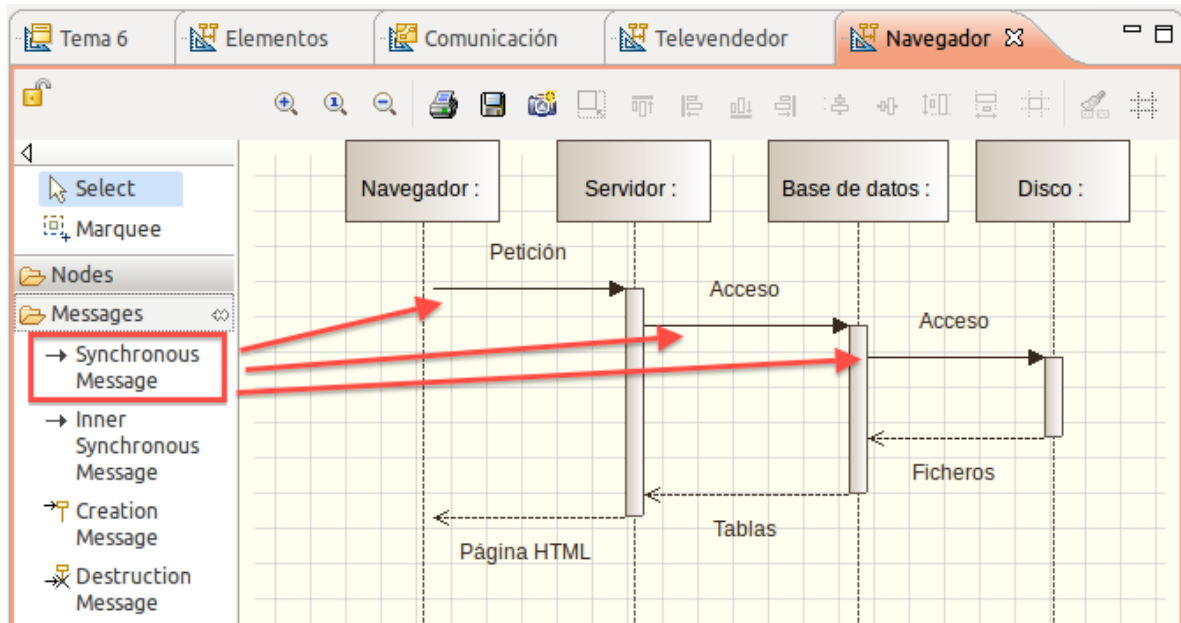 Tema 6
Elementos
Comunicación
Televendedor
Navegador
Select
Marquee
Nodes
Messages
Synchronous
Message
Inner
Synchronous
Message
Creation
Message
Destruction
Message
Navegador :
Servidor :
Base de datos :
Disco :
Petición
Acceso
Acceso
Ficheros
Tablas
Página HTML